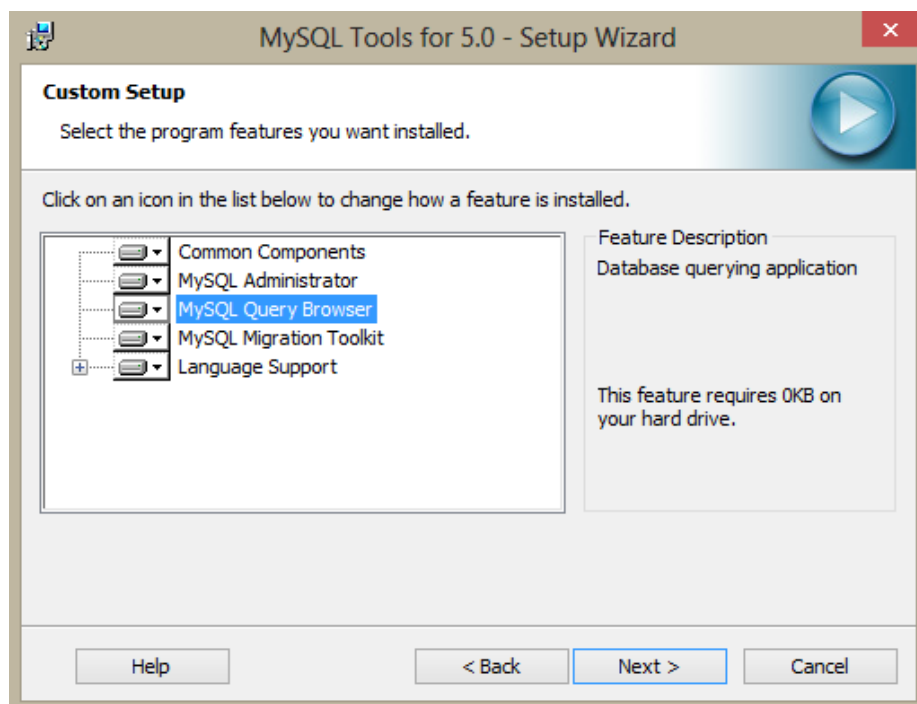 MySQL Tools for 5.0 - Setup Wizard
Custom Setup
Select the program features you want installed.
Click on an icon in the list below to change how a feature is installed.
Common Components
MySQL Administrator
MySQL Query Browser
MySQL Migration Toolkit
Language Support
Feature Description
Database querying application
This feature requires 0KB on
your hard drive.
Help
< Back
Next >
Cancel